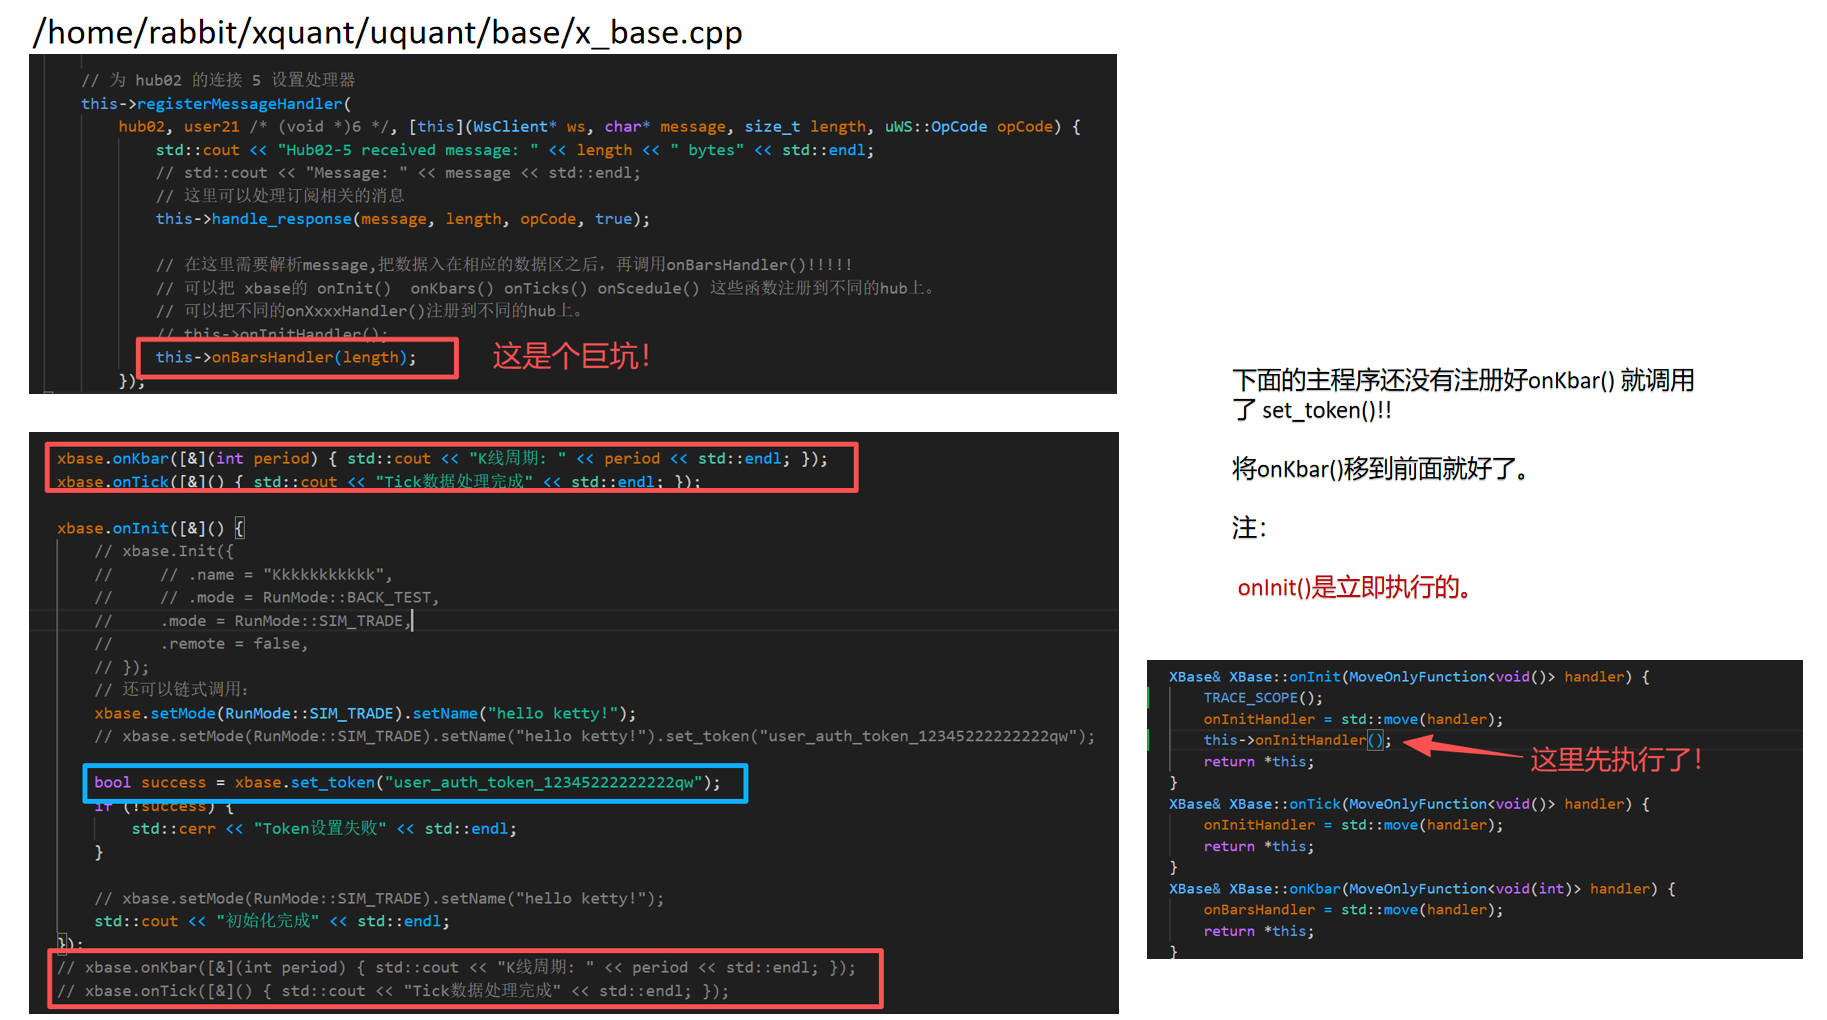 /home/rabbit/xquant/uquant/base/x_base.cpp
// 为 hub02 的连接 5 设置处理器
this->registerMessageHandler(
hub02, user21 /* (void *)6 */, [this](WsClient* ws, char* message, size_t length, uWS::OpCode opCode) {
std::cout << "Hub02-5 received message: " << length << " bytes" << std::endl;
// std::cout << "Message: " << message << std::endl;
// 这里可以处理订阅相关的消息
this->handle_response(message, length, opCode, true);
// 在这里需要解析message,把数据入在相应的数据区之后，再调用onBarsHandler()!!!!!
// 可以把 xbase的 onInit()  onKbars() onTicks() onScedule() 这些函数注册到不同的hub上。
// 可以把不同的onXxxxHandler()注册到不同的hub上。
// this->onInitHandler();
this->onBarsHandler(length);
这是个巨坑！
});
xbase.onKbar([&](int period) { std::cout << "K线周期: " << period << std::endl; });
xbase.onTick([&]() { std::cout << "Tick数据处理完成" << std::endl; });
xbase.onInit([&]() {
// xbase.Init({
//     // .name = "Kkkkkkkkkkk",
//     // .mode = RunMode::BACK_TEST,
//     .mode = RunMode::SIM_TRADE,
//     .remote = false,
// });
// 还可以链式调用：
xbase.setMode(RunMode::SIM_TRADE).setName("hello ketty!");
// xbase.setMode(RunMode::SIM_TRADE).setName("hello ketty!").set_token("user_auth_token_12345222222222qw");
bool success = xbase.set_token("user_auth_token_12345222222222qw");
if (!success) {
std::cerr << "Token设置失败" << std::endl;
}
// xbase.setMode(RunMode::SIM_TRADE).setName("hello ketty!");
std::cout << "初始化完成" << std::endl;
});
// xbase.onKbar([&](int period) { std::cout << "K线周期: " << period << std::endl; });
// xbase.onTick([&]() { std::cout << "Tick数据处理完成" << std::endl; });
下面的主程序还没有注册好onKbar() 就调用
了 set_token()!!
将onKbar()移到前面就好了。
注：
onInit()是立即执行的。
XBase& XBase::onInit(MoveOnlyFunction<void()> handler) {
TRACE_SCOPE();
onInitHandler = std::move(handler);
this->onInitHandler();
这里先执行了！
return *this;
}
XBase& XBase::onTick(MoveOnlyFunction<void()> handler) {
onInitHandler = std::move(handler);
return *this;
}
XBase& XBase::onKbar(MoveOnlyFunction<void(int)> handler) {
onBarsHandler = std::move(handler);
return *this;
}